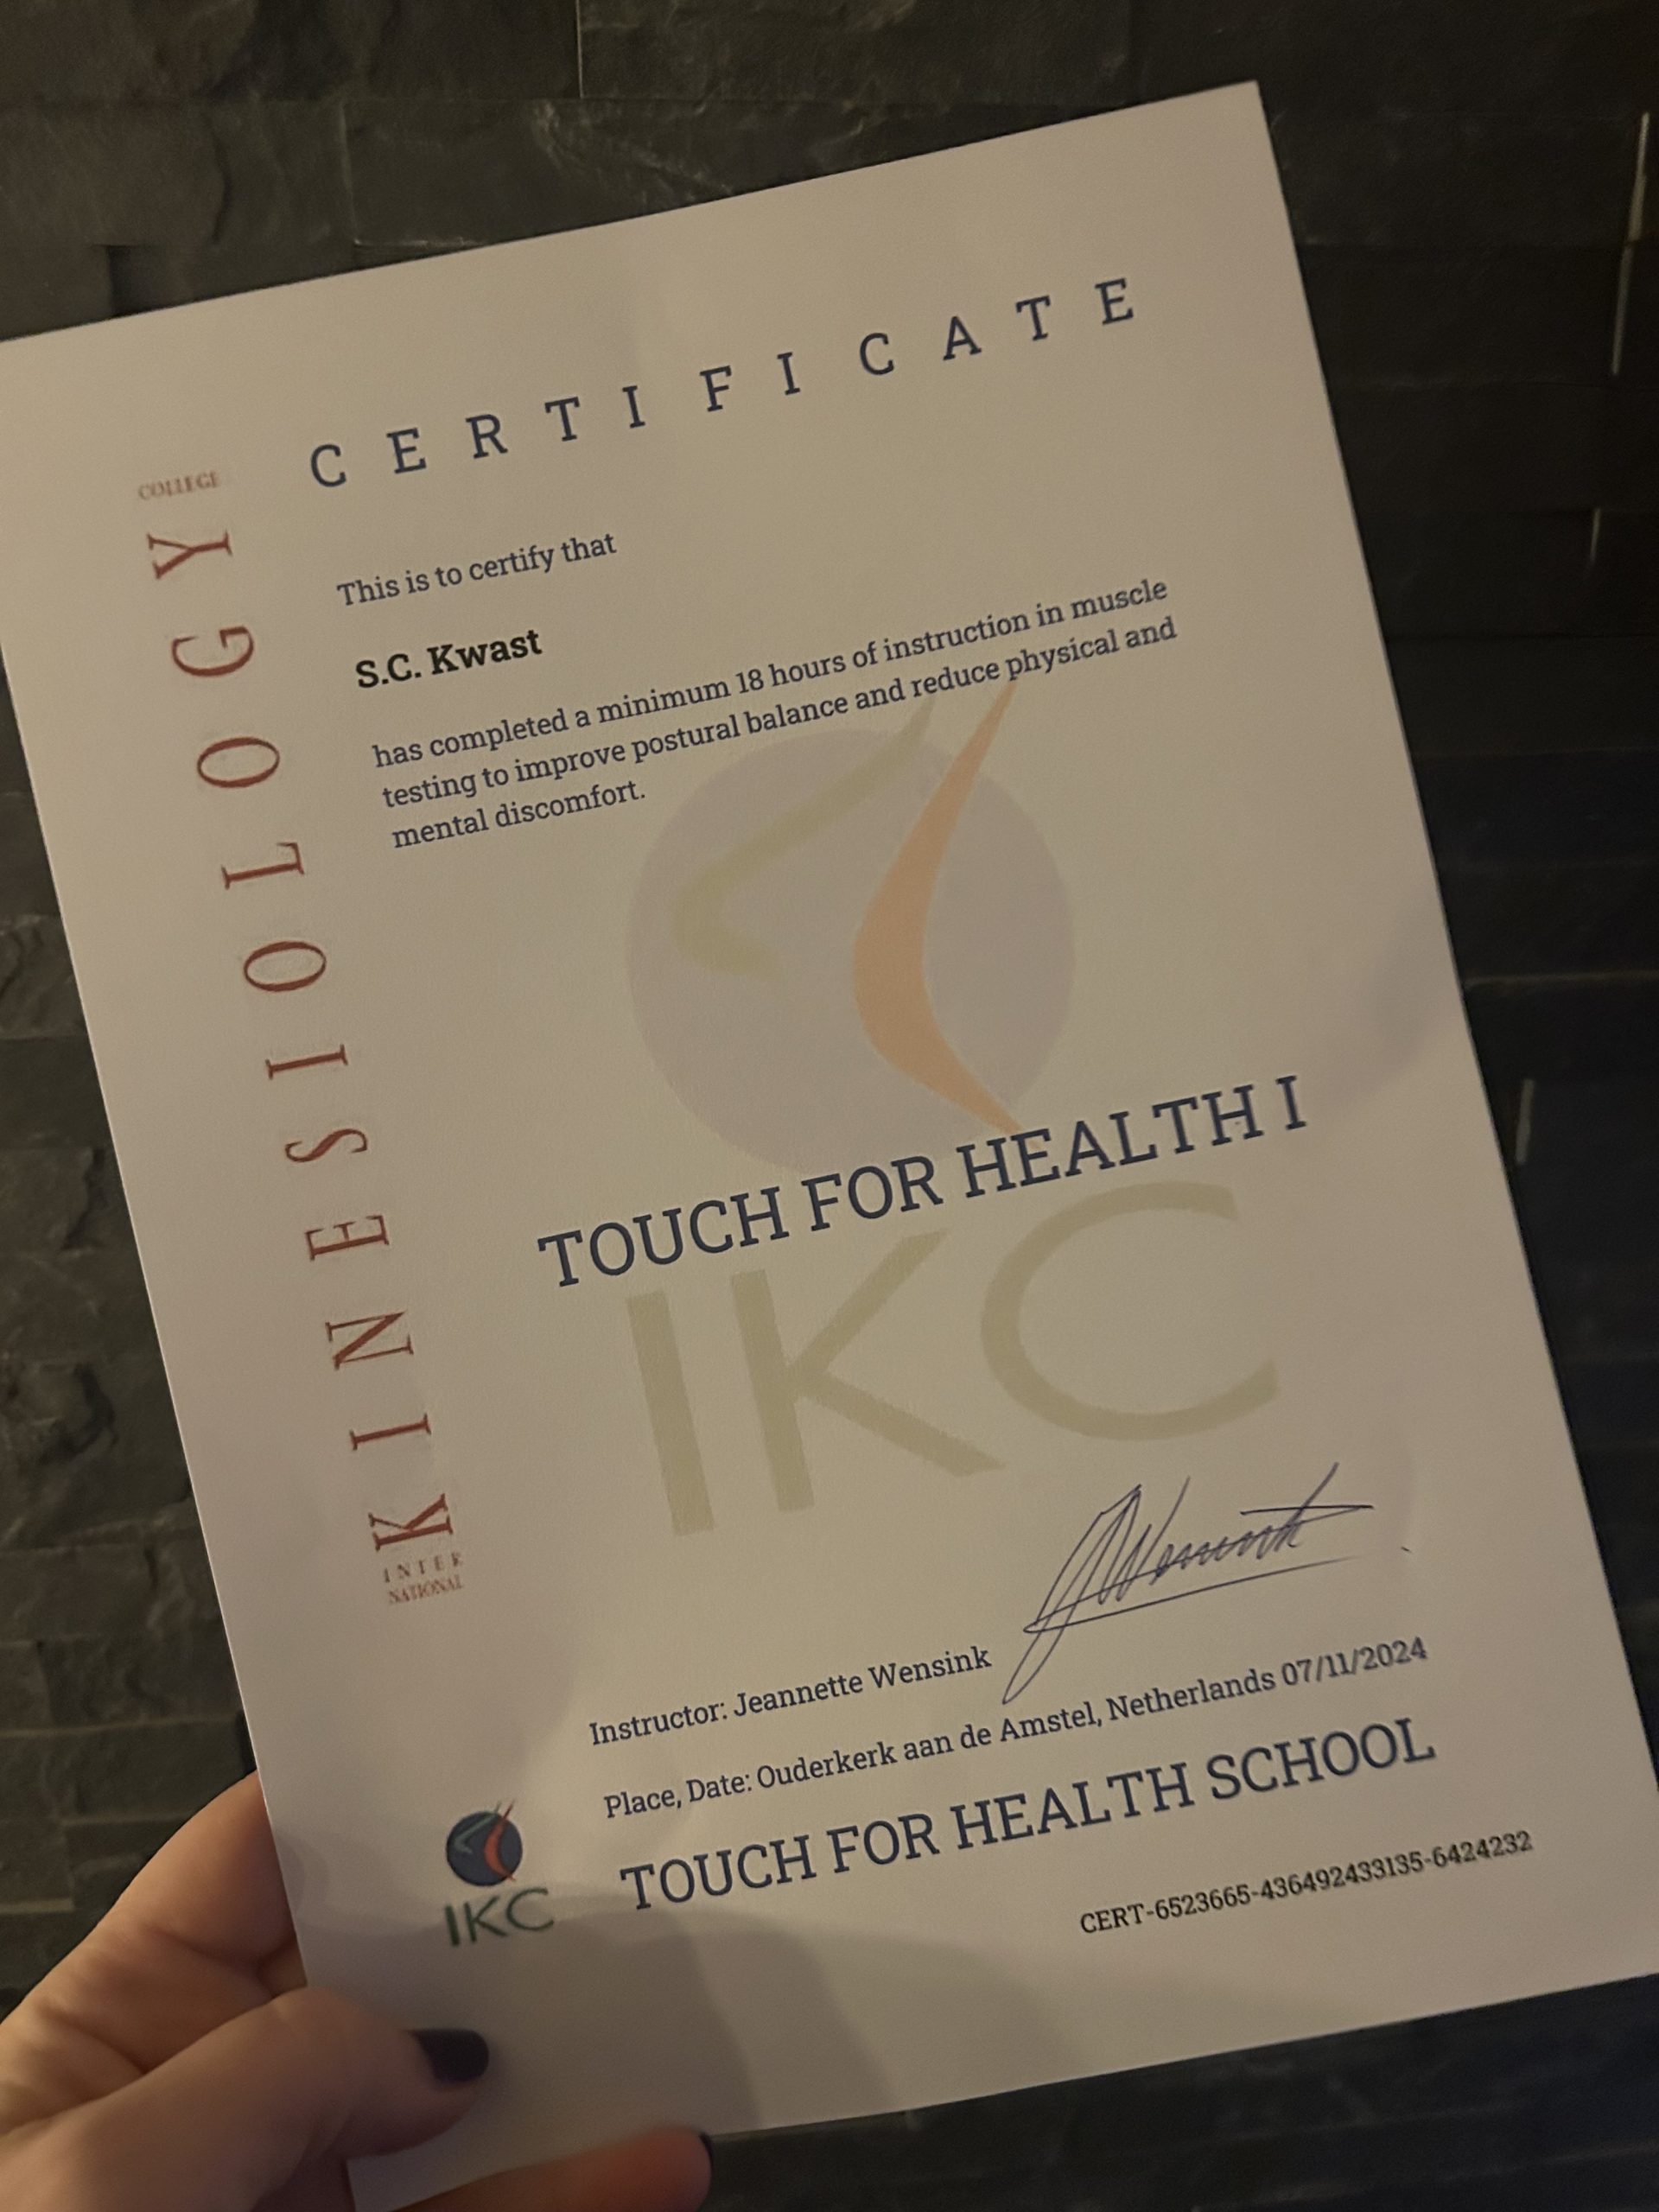 CERTIFICATE
COLLEGE
KINESIOLOGY
INTER
NATIONAL
This is to certify that
S.C. Kwast
has completed a minimum 18 hours of instruction in muscle
testing to improve postural balance and reduce physical and
mental discomfort.
TOUCH FOR HEALTH I
IKC
JWensink
Instructor: Jeannette Wensink
Place, Date: Ouderkerk aan de Amstel, Netherlands 07/11/2024
TOUCH FOR HEALTH SCHOOL
IKC
CERT-6523665-436492433135-6424232